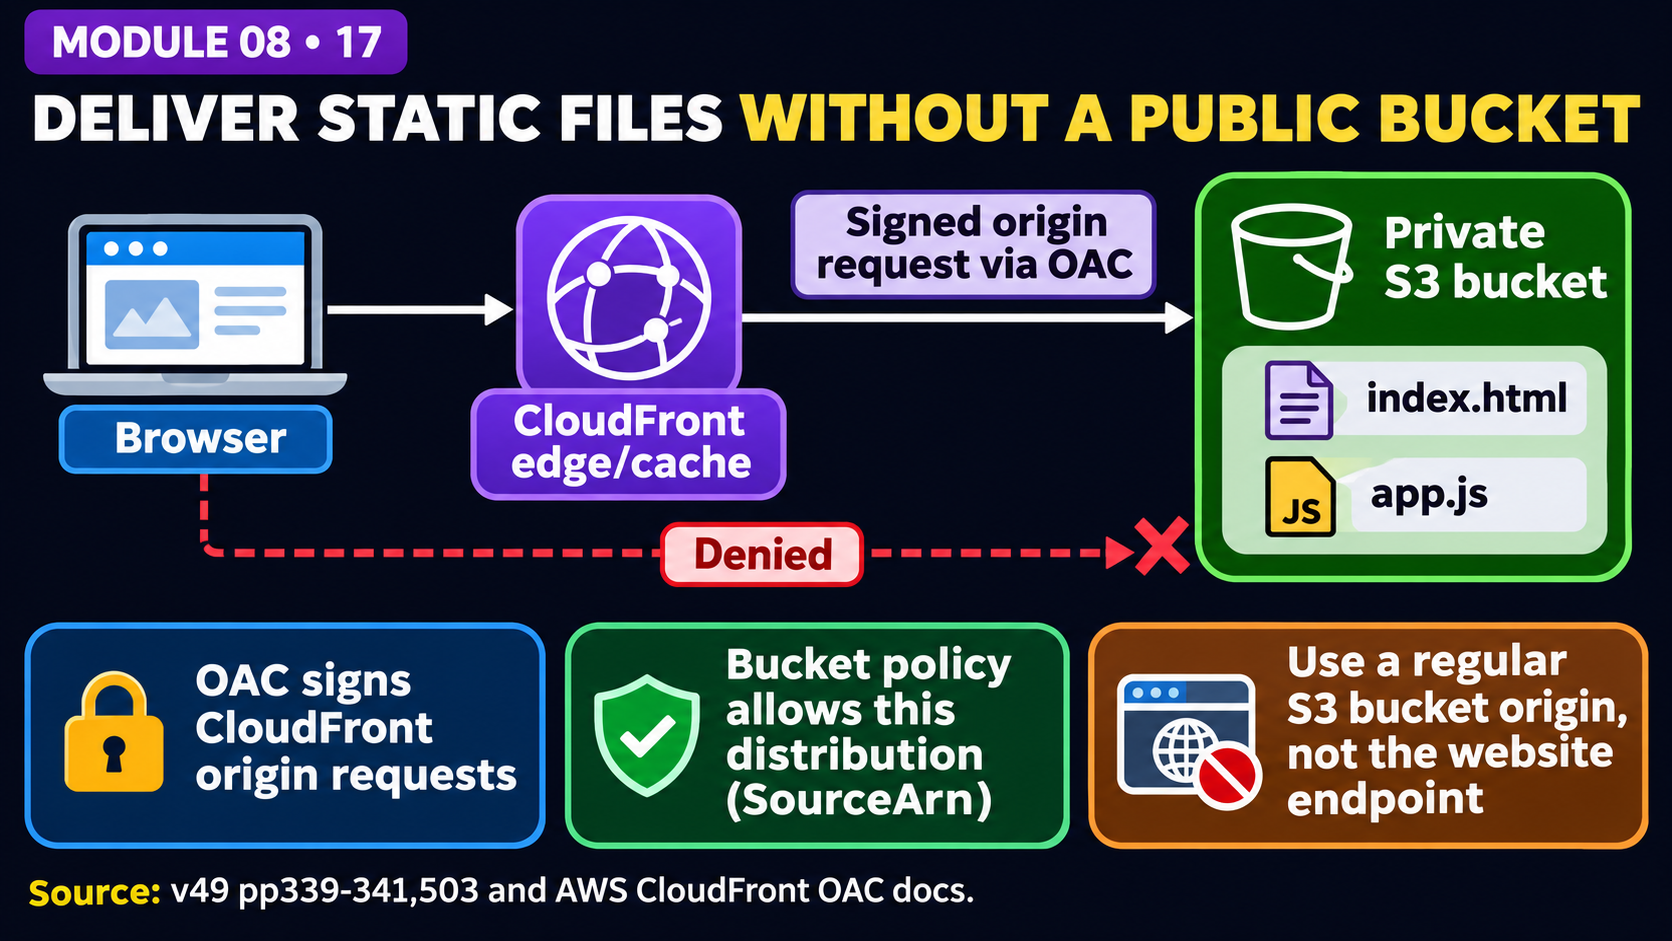 MODULE 08 • 17
DELIVER STATIC FILES WITHOUT A PUBLIC BUCKET
Signed origin
request via OAC
Private
S3 bucket
index.html
JS
app.js
Browser
CloudFront
edge/cache
Denied
OAC signs
CloudFront
origin requests
Bucket policy
allows this
distribution
(SourceArn)
Use a regular
S3 bucket origin,
not the website
endpoint
Source: v49 pp339-341,503 and AWS CloudFront OAC docs.